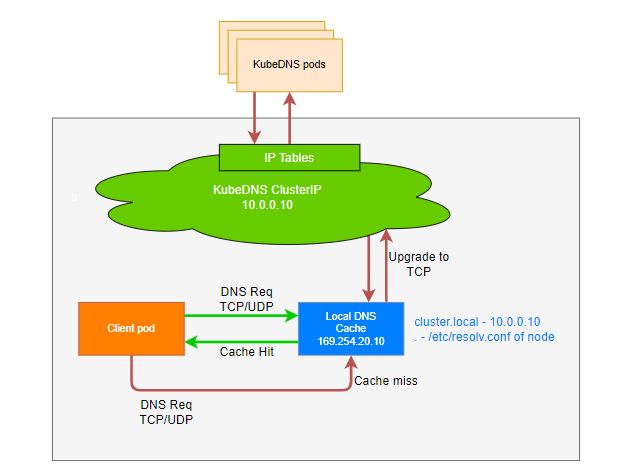 KubeDNS pods
IP Tables
KubeDNS ClusterIP
10.0.0.10
Upgrade to
TCP
DNS Req
TCP/UDP
Client pod
Local DNS
Cache
169.254.20.10
cluster.local - 10.0.0.10
. - /etc/resolv.conf of node
Cache Hit
Cache miss
DNS Req
TCP/UDP